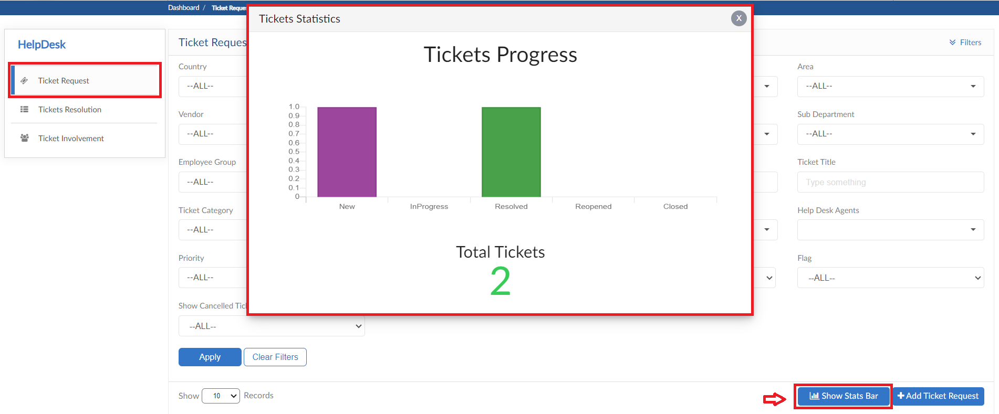 Dashboard / Ticket Reques
HelpDesk
Ticket Request
Tickets Resolution
Ticket Involvement
Ticket Reques
Filters
Country
--ALL--
Area
--ALL--
Vendor
--ALL--
Sub Department
--ALL--
Employee Group
--ALL--
Ticket Title
Type something
Ticket Category
--ALL--
Help Desk Agents
Priority
--ALL--
Flag
--ALL--
Show Cancelled Tick
--ALL--
Apply Clear Filters
Show 10 Records
Show Stats Bar
Add Ticket Request
Tickets Statistics
X
Tickets Progress
1.0
0.9
0.8
0.7
0.6
0.5
0.4
0.3
0.2
0.1
0
New InProgress Resolved Reopened Closed
Total Tickets
2